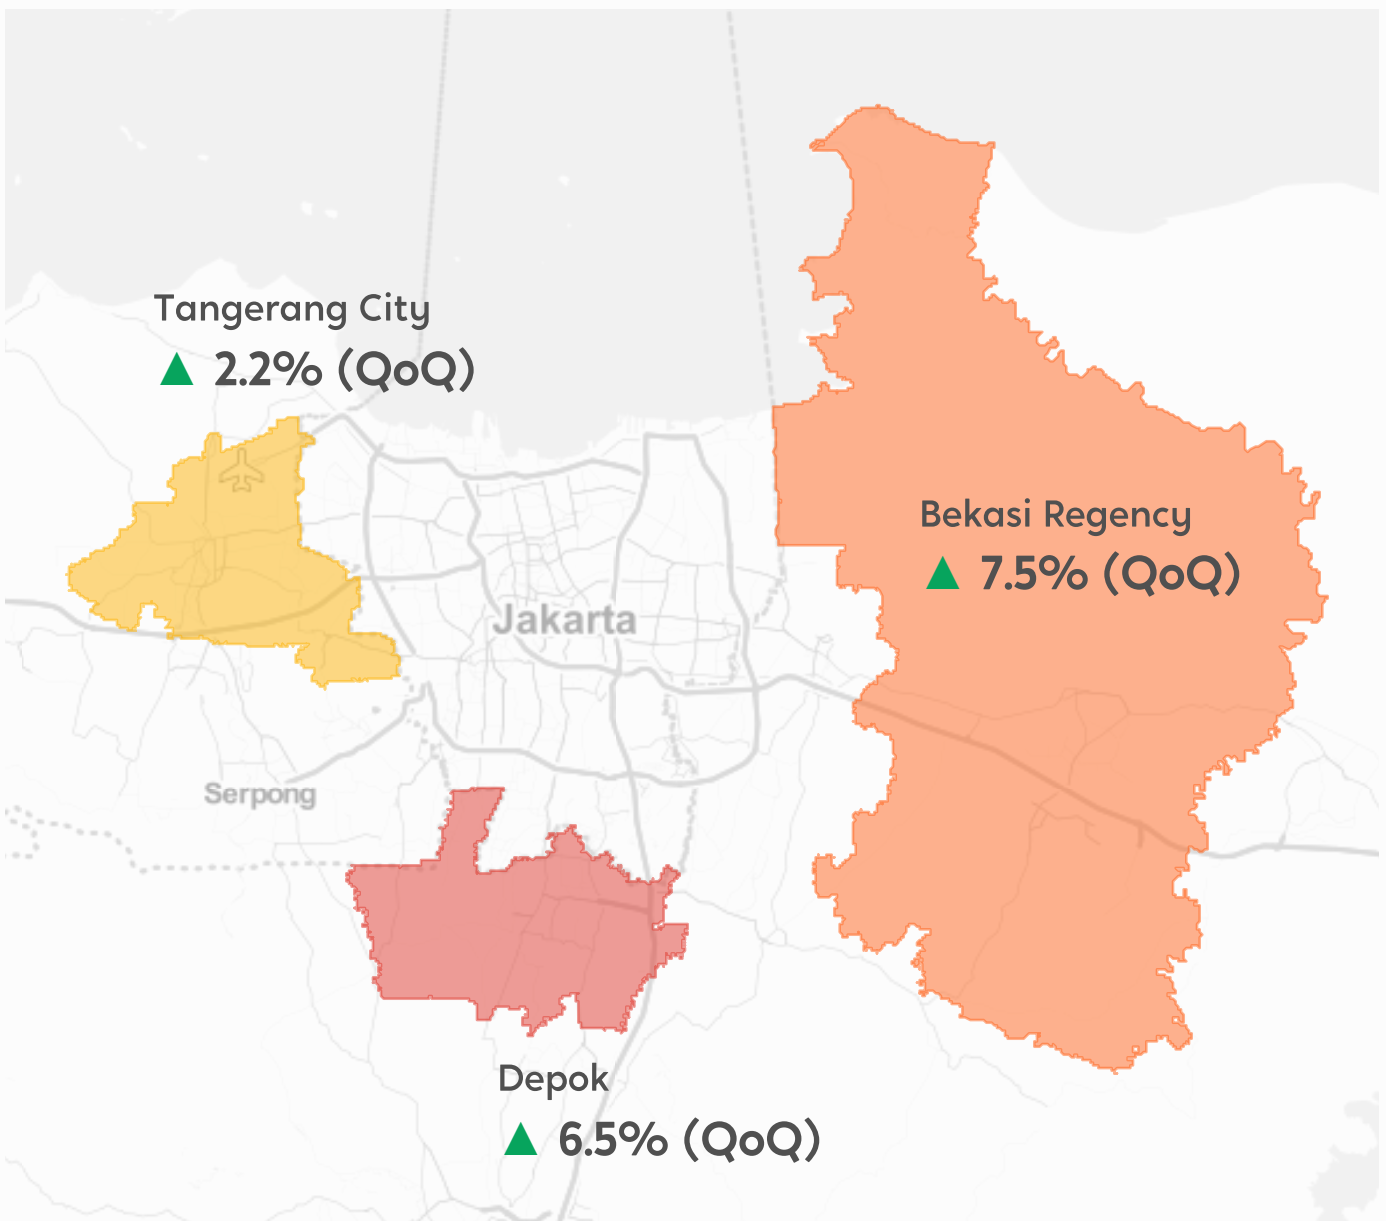 Tangerang City
▲ 2.2% (QoQ)
Bekasi Regency
▲ 7.5% (QoQ)
Jakarta
Serpong
Depok
▲ 6.5% (QoQ)